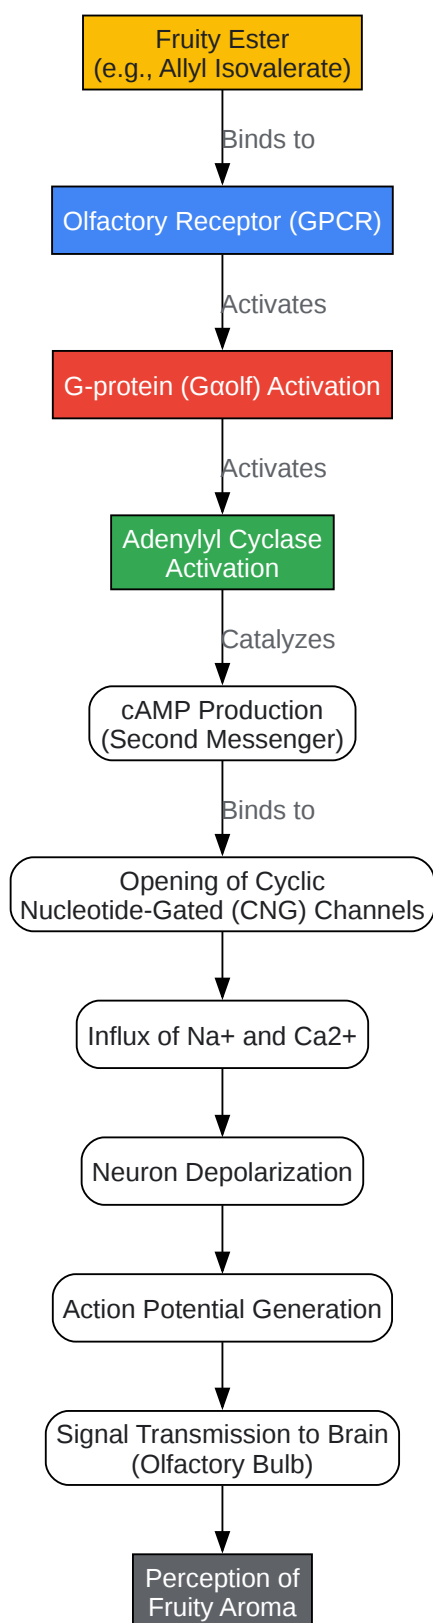 Fruity Ester
(e.g., Allyl Isovalerate)
Binds to
Olfactory Receptor (GPCR)
Activates
G-protein (Gαolf) Activation
Activates
Adenylyl Cyclase
Activation
Catalyzes
cAMP Production
(Second Messenger)
Binds to
Opening of Cyclic
Nucleotide-Gated (CNG) Channels
Influx of Na+ and Ca2+
Neuron Depolarization
Action Potential Generation
Signal Transmission to Brain
(Olfactory Bulb)
Perception of
Fruity Aroma